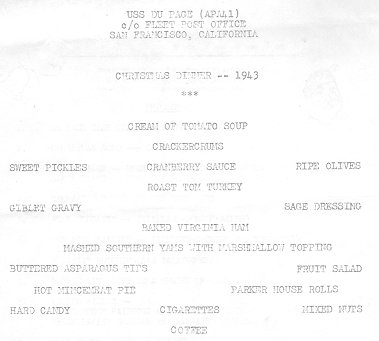 USS DU PAGE (APA41)
c/o FLEET POST OFFICE
SAN FRANCISCO, CALIFORNIA
CHRISTMAS DINNER -- 1943
***
CREAM OF TOMATO SOUP
CRACKERCRUMS
SWEET PICKLES CRANBERRY SAUCE RIPE OLIVES
ROAST TOM TURKEY
GIBLET GRAVY SAGE DRESSING
BAKED VIRGINIA HAM
MASHED SOUTHERN YAMS WITH MARSHALLOW TOPPING
BUTTERED ASPARAGUS TIPS FRUIT SALAD
HOT MINCEMEAT PIE PARKER HOUSE ROLLS
HARD CANDY CIGARETTES MIXED NUTS
COFFEE